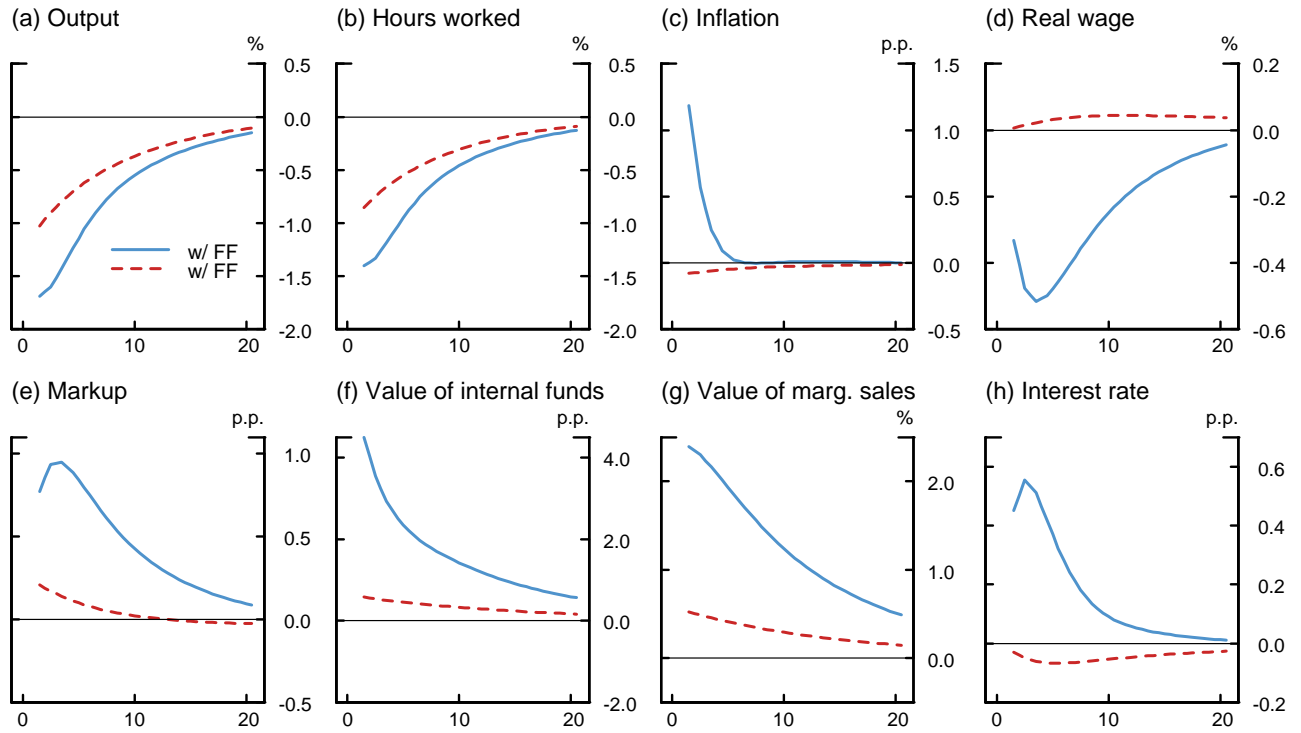 (a) Output
%
0.5
0.0
-0.5
-1.0
-1.5
-2.0
w/ FF
w/ FF
0 10 20
(b) Hours worked
%
0.5
0.0
-0.5
-1.0
-1.5
-2.0
0 10 20
(c) Inflation
p.p.
1.5
1.0
0.5
0.0
-0.5
0 10 20
(d) Real wage
%
0.2
0.0
-0.2
-0.4
-0.6
0 10 20
(e) Markup
p.p.
1.0
0.5
0.0
-0.5
0 10 20
(f) Value of internal funds
p.p.
4.0
2.0
0.0
-2.0
0 10 20
(g) Value of marg. sales
%
2.0
1.0
0.0
0 10 20
(h) Interest rate
p.p.
0.6
0.4
0.2
0.0
-0.2
0 10 20